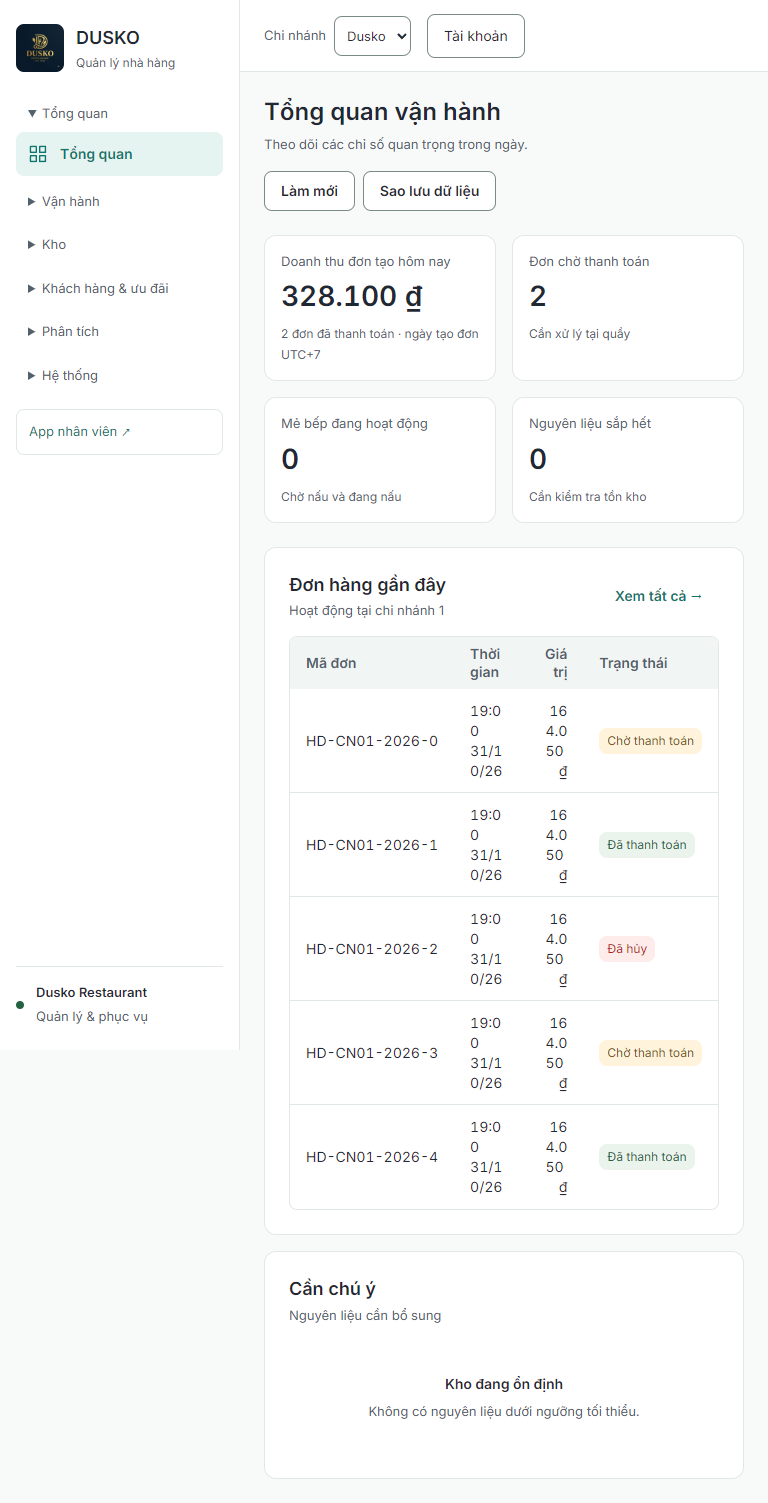 DUSKO
DUSKO
Quản lý nhà hàng
▼ Tổng quan
Tổng quan
▶ Vận hành
▶ Kho
▶ Khách hàng & ưu đãi
▶ Phân tích
▶ Hệ thống
App nhân viên ↗
Dusko Restaurant
Quản lý & phục vụ
Chi nhánh
Dusko
Tài khoản
Tổng quan vận hành
Theo dõi các chỉ số quan trọng trong ngày.
Làm mới
Sao lưu dữ liệu
Doanh thu đơn tạo hôm nay
328.100 ₫
2 đơn đã thanh toán · ngày tạo đơn
UTC+7
Đơn chờ thanh toán
2
Cần xử lý tại quầy
Mẻ bếp đang hoạt động
0
Chờ nấu và đang nấu
Nguyên liệu sắp hết
0
Cần kiểm tra tồn kho
Đơn hàng gần đây
Hoạt động tại chi nhánh 1
Xem tất cả →
Mã đơn
Thời
gian
Giá
trị
Trạng thái
HD-CN01-2026-0
19:0
0
31/1
0/26
16
4.0
50
₫
Chờ thanh toán
HD-CN01-2026-1
19:0
0
31/1
0/26
16
4.0
50
₫
Đã thanh toán
HD-CN01-2026-2
19:0
0
31/1
0/26
16
4.0
50
₫
Đã hủy
HD-CN01-2026-3
19:0
0
31/1
0/26
16
4.0
50
₫
Chờ thanh toán
HD-CN01-2026-4
19:0
0
31/1
0/26
16
4.0
50
₫
Đã thanh toán
Cần chú ý
Nguyên liệu cần bổ sung
Kho đang ổn định
Không có nguyên liệu dưới ngưỡng tối thiểu.